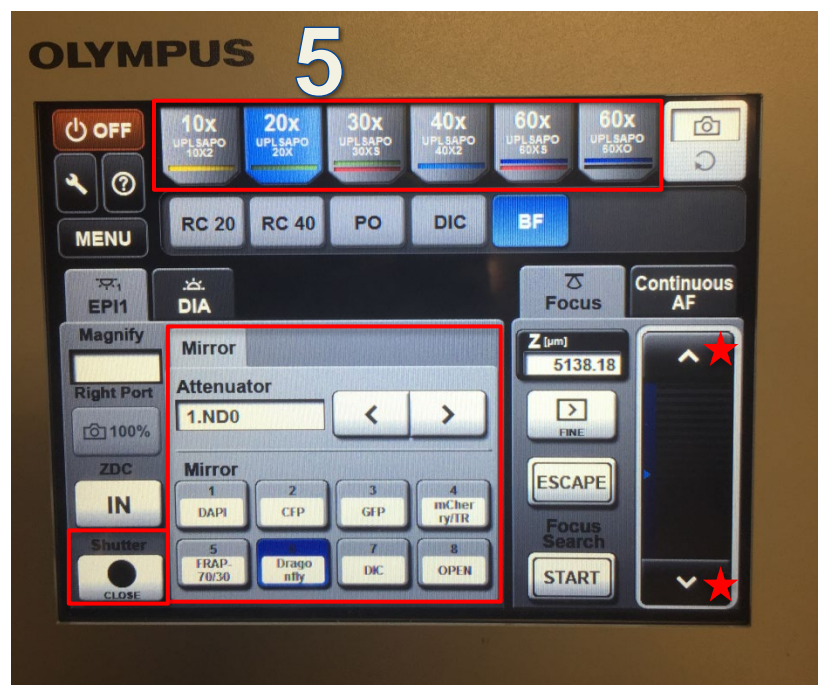 OLYMPUS
5
OFF
10x
UPLSAPO
10X2
20x
UPLSAPO
20X
30x
UPLSAPO
30XS
40x
UPLSAPO
40X2
60x
UPLSAPO
60XS
60x
UPLSAPO
60XO
MENU
RC 20
RC 40
PO
DIC
BF
EPI1
DIA
Focus
Continuous
AF
Magnify
Right Port
100%
ZDC
IN
Shutter
CLOSE
Mirror
Attenuator
1.ND0
Mirror
1
DAPI
2
CFP
3
GFP
4
mCher
ry/TR
5
FRAP-
70/30
6
Drago
nfly
7
DIC
8
OPEN
Z [µm]
5138.18
FINE
ESCAPE
Focus
Search
START